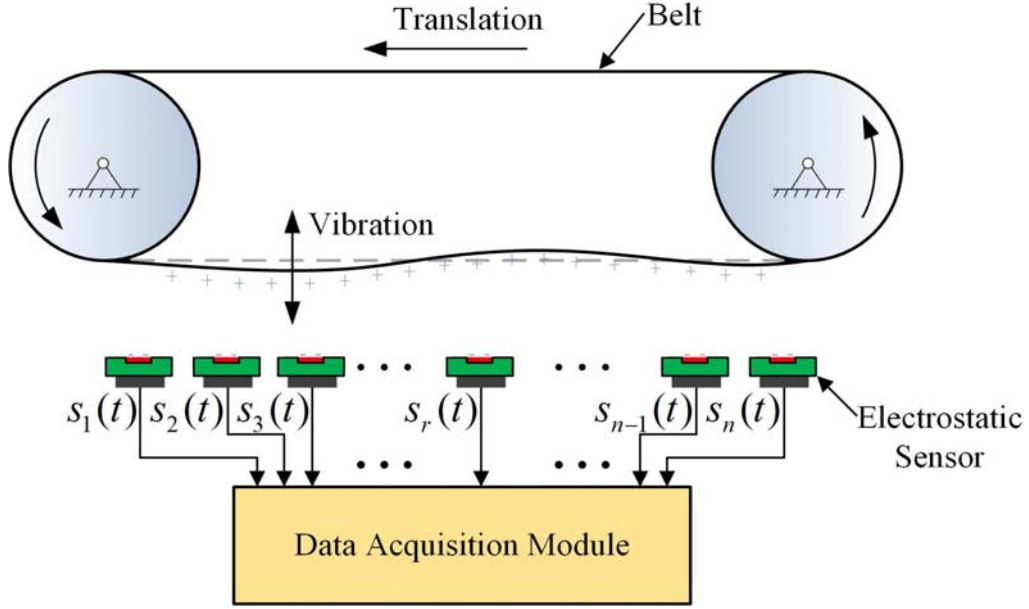 Translation
Belt
Vibration
s₁(t) s₂(t) s₃(t) ••• sᵣ(t) ••• sₙ₋₁(t) sₙ(t)
Electrostatic
Sensor
••• •••
Data Acquisition Module